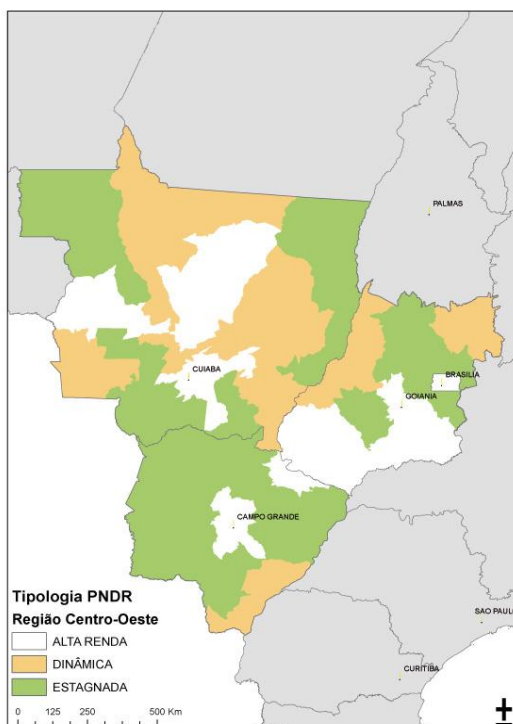 PALMAS
CUIABA
BRASILIA
GOIANIA
CAMPO GRANDE
SAO PAULO
CURITIBA
Tipologia PNDR
Região Centro-Oeste
ALTA RENDA
DINÂMICA
ESTAGNADA
0 125 250 500 Km